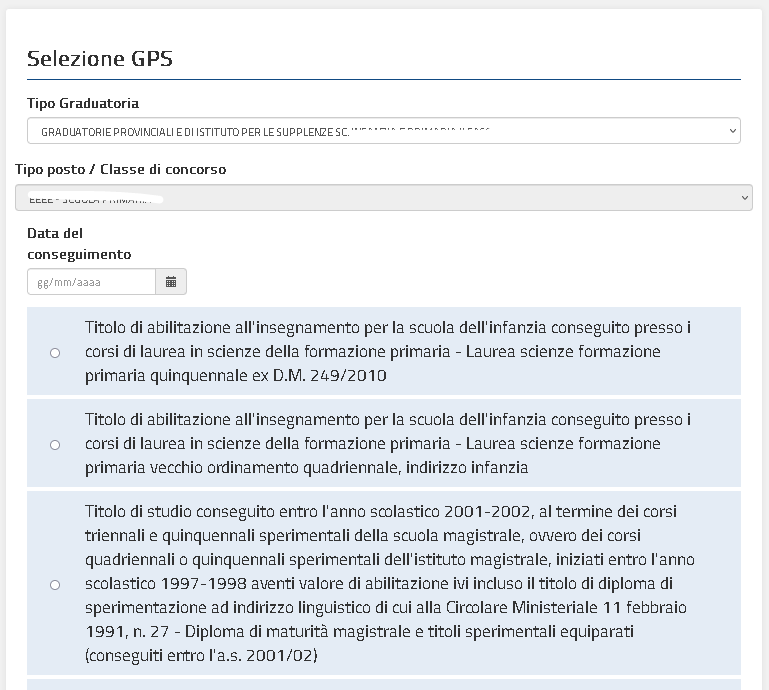 Selezione GPS
Tipo Graduatoria
GRADUATORIE PROVINCIALI E DI ISTITUTO PER LE SUPPLENZE SC.
Tipo posto / Classe di concorso
Data del
conseguimento
gg/mm/aaaa
Titolo di abilitazione all'insegnamento per la scuola dell'infanzia conseguito presso i
corsi di laurea in scienze della formazione primaria - Laurea scienze formazione
primaria quinquennale ex D.M. 249/2010
Titolo di abilitazione all'insegnamento per la scuola dell'infanzia conseguito presso i
corsi di laurea in scienze della formazione primaria - Laurea scienze formazione
primaria vecchio ordinamento quadriennale, indirizzo infanzia
Titolo di studio conseguito entro l'anno scolastico 2001-2002, al termine dei corsi
triennali e quinquennali sperimentali della scuola magistrale, ovvero dei corsi
quadriennali o quinquennali sperimentali dell'istituto magistrale, iniziati entro l'anno
scolastico 1997-1998 aventi valore di abilitazione ivi incluso il titolo di diploma di
sperimentazione ad indirizzo linguistico di cui alla Circolare Ministeriale 11 febbraio
1991, n. 27 - Diploma di maturità magistrale e titoli sperimentali equiparati
(conseguiti entro l'a.s. 2001/02)